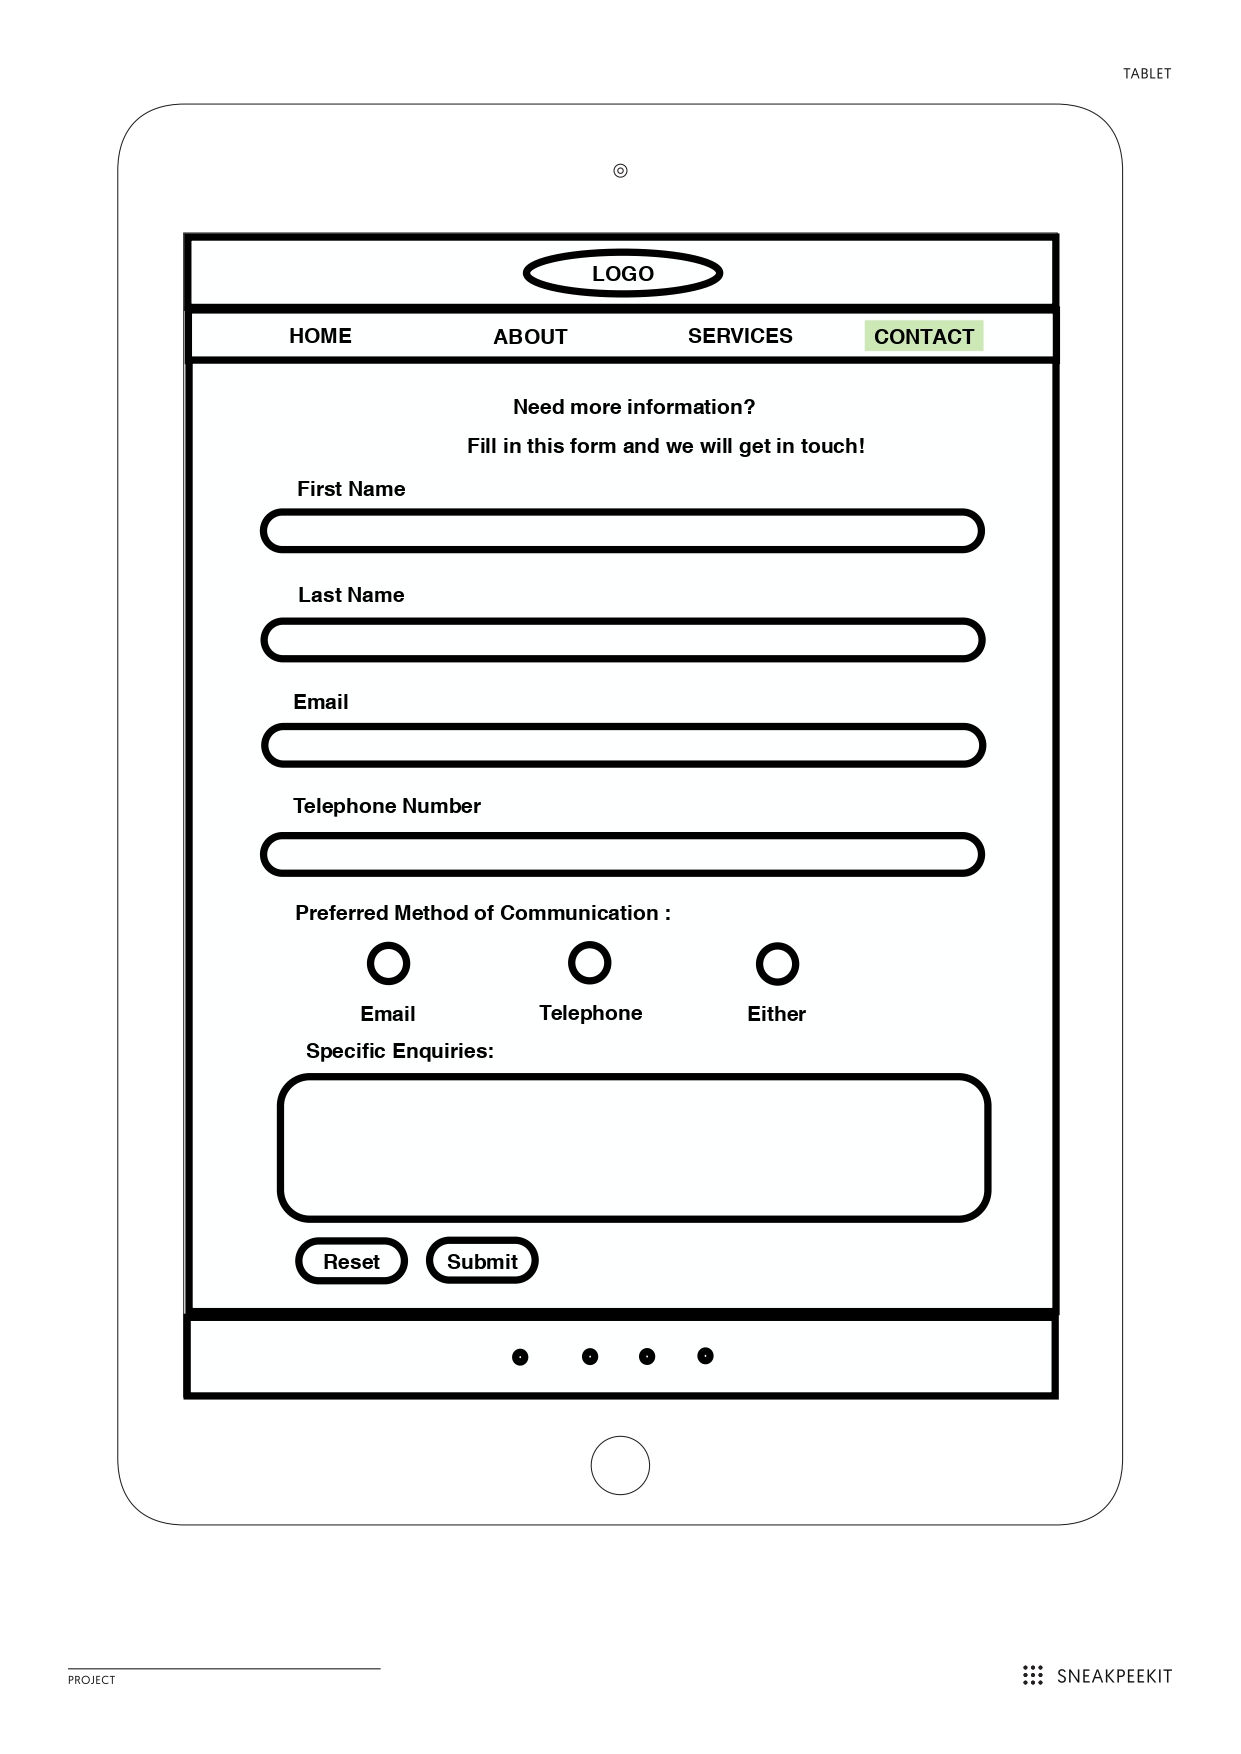 TABLET
LOGO
HOME ABOUT SERVICES CONTACT
Need more information?
Fill in this form and we will get in touch!
First Name
Last Name
Email
Telephone Number
Preferred Method of Communication :
Email Telephone Either
Specific Enquiries:
Reset Submit
PROJECT
SNEAKPEEKIT